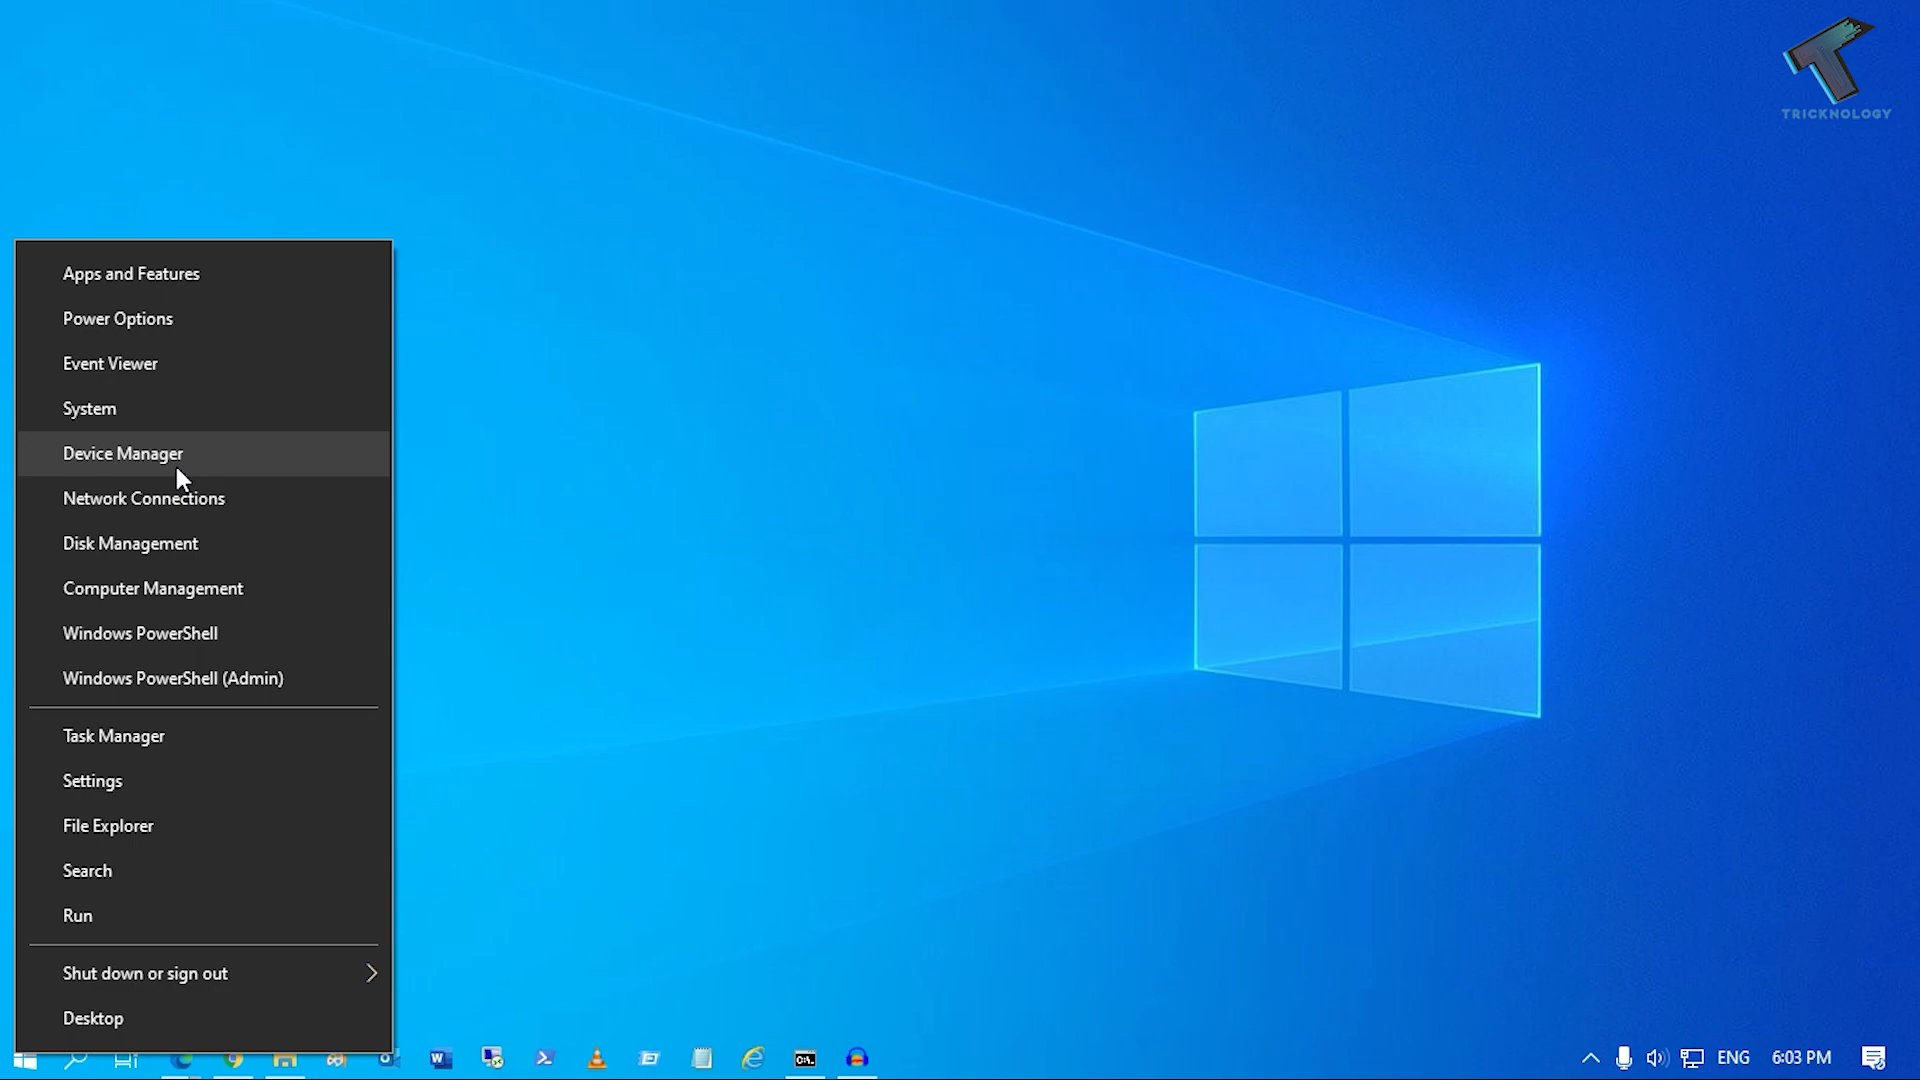 TRICKNOLOGY
Apps and Features
Power Options
Event Viewer
System
Device Manager
Network Connections
Disk Management
Computer Management
Windows PowerShell
Windows PowerShell (Admin)
Task Manager
Settings
File Explorer
Search
Run
Shut down or sign out
Desktop
ENG 6:03 PM